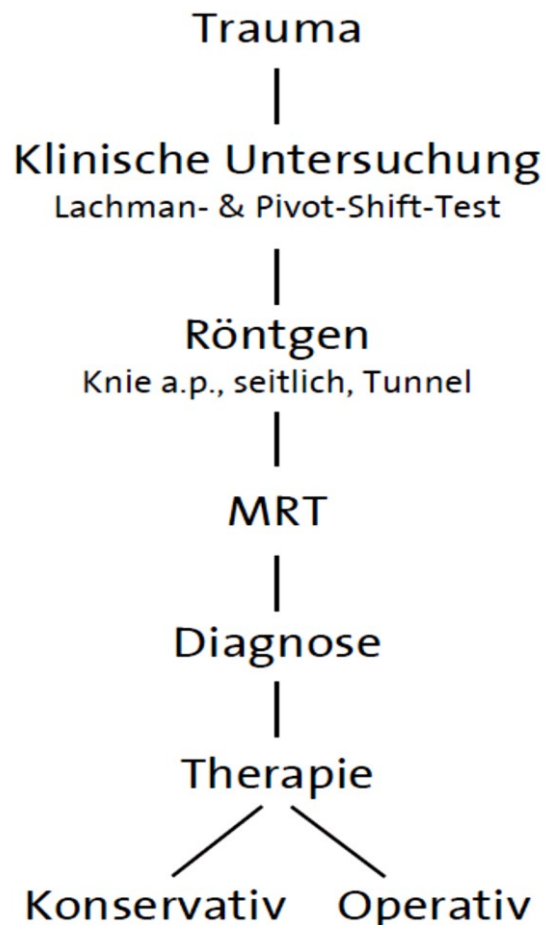 Trauma
Klinische Untersuchung
Lachman- & Pivot-Shift-Test
Röntgen
Knie a.p., seitlich, Tunnel
MRT
Diagnose
Therapie
Konservativ Operativ